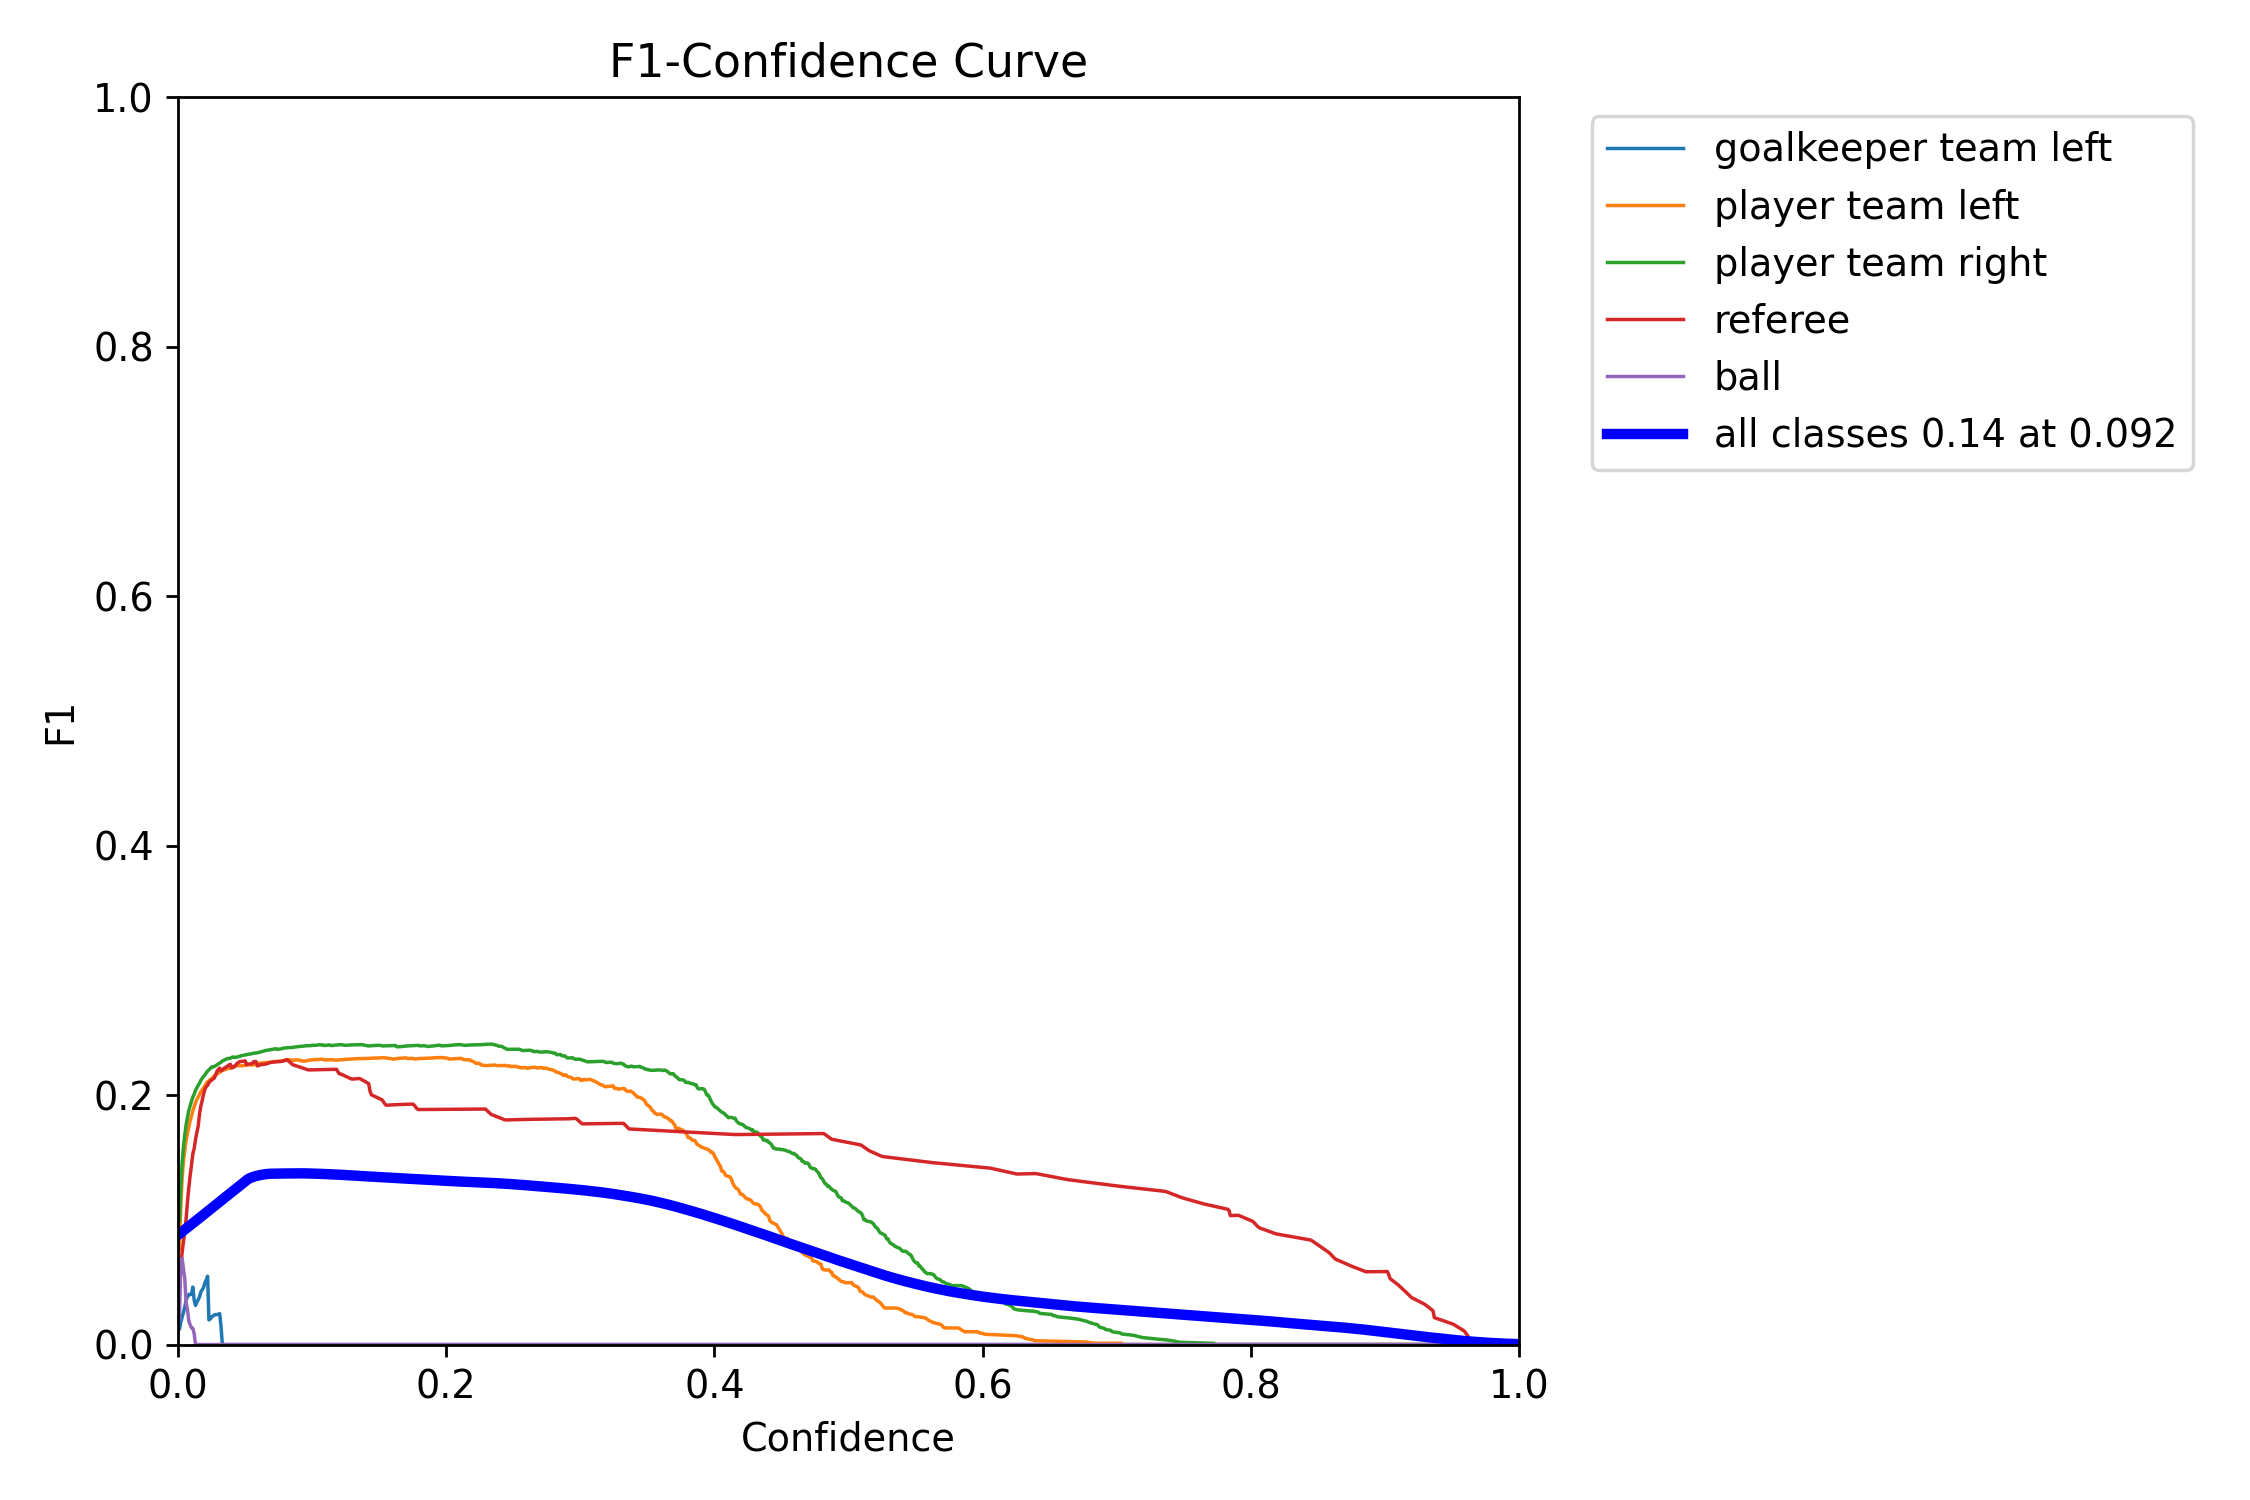 F1-Confidence Curve
1.0
0.8
0.6
0.4
0.2
0.0
F1
0.0 0.2 0.4 0.6 0.8 1.0
Confidence
goalkeeper team left
player team left
player team right
referee
ball
all classes 0.14 at 0.092